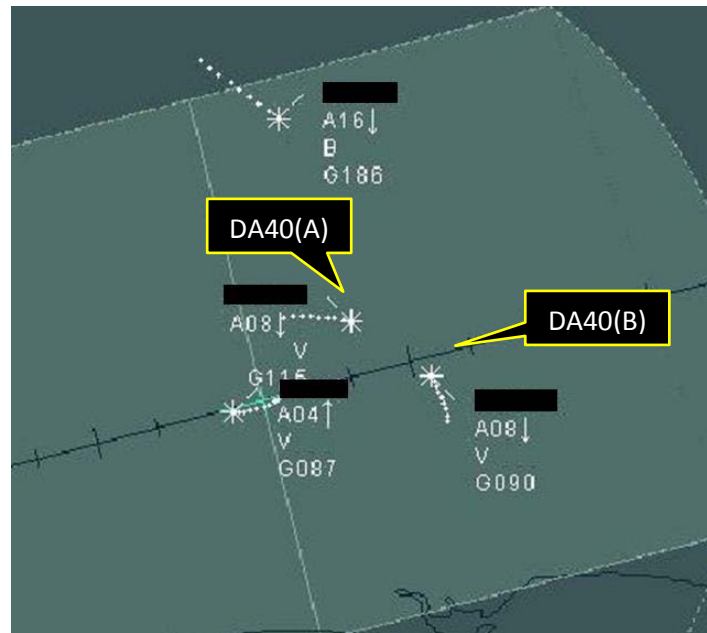 A16↓
B
G186
DA40(A)
A08↓
V
G115
DA40(B)
A04↑
V
G087
A08↓
V
G090